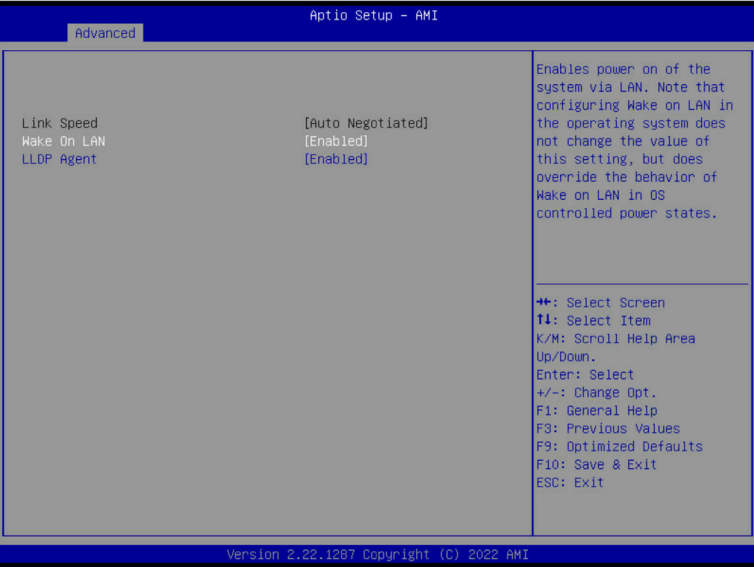 Aptio Setup – AMI
Advanced
Link Speed [Auto Negotiated]
Wake On LAN [Enabled]
LLDP Agent [Enabled]
Enables power on of the
system via LAN. Note that
configuring Wake on LAN in
the operating system does
not change the value of
this setting, but does
override the behavior of
Wake on LAN in OS
controlled power states.
→←: Select Screen
↑↓: Select Item
K/M: Scroll Help Area
Up/Down.
Enter: Select
+/-: Change Opt.
F1: General Help
F3: Previous Values
F9: Optimized Defaults
F10: Save & Exit
ESC: Exit
Version 2.22.1287 Copyright (C) 2022 AMI